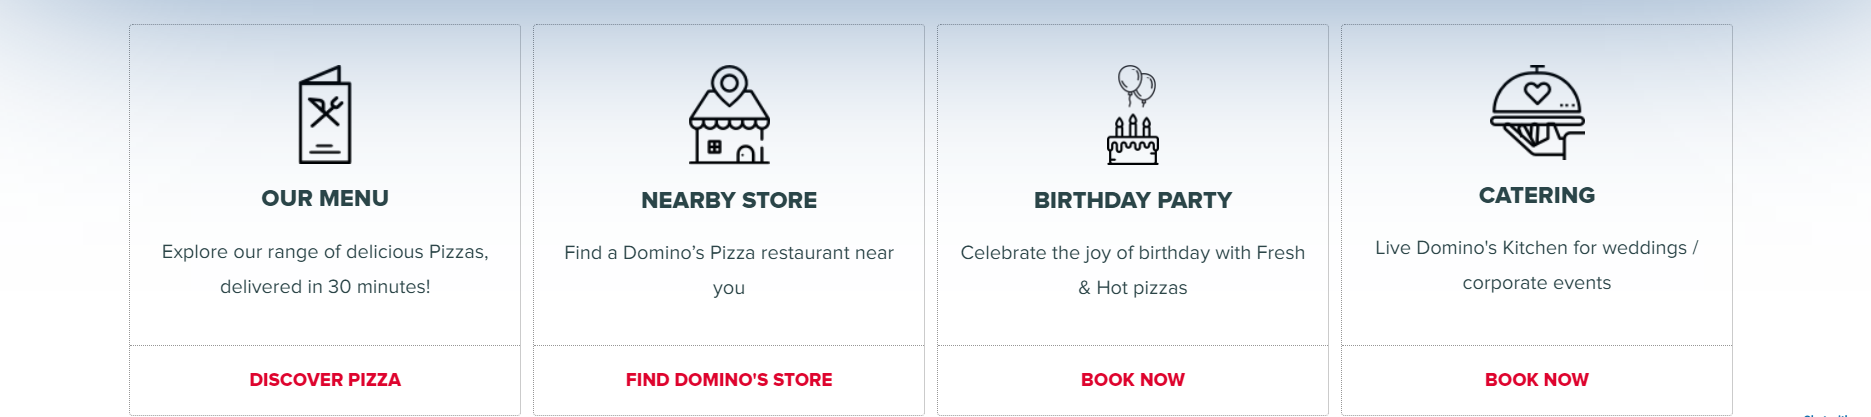 OUR MENU
Explore our range of delicious Pizzas,
delivered in 30 minutes!
DISCOVER PIZZA
NEARBY STORE
Find a Domino’s Pizza restaurant near
you
FIND DOMINO'S STORE
BIRTHDAY PARTY
Celebrate the joy of birthday with Fresh
& Hot pizzas
BOOK NOW
CATERING
Live Domino's Kitchen for weddings /
corporate events
BOOK NOW